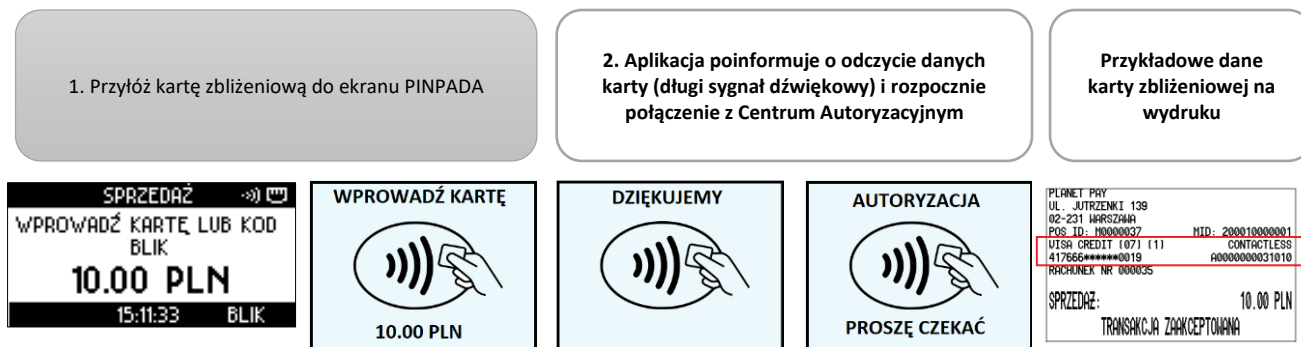 1. Przyłóż kartę zbliżeniową do ekranu PINPADA
2. Aplikacja poinformuje o odczycie danych
karty (długi sygnał dźwiękowy) i rozpocznie
połączenie z Centrum Autoryzacyjnym
Przykładowe dane
karty zbliżeniowej na
wydruku
SPRZEDAŻ
WPROWADŹ KARTĘ LUB KOD
BLIK
10.00 PLN
15:11:33 BLIK
WPROWADŹ KARTĘ
10.00 PLN
DZIĘKUJEMY
AUTORYZACJA
PROSZĘ CZEKAĆ
PLANET PAY
UL. JUTRZENKI 139
02-231 WARSZAWA
POS ID: M0000037 MID: 200010000001
VISA CREDIT (07) (1) CONTACTLESS
417666******0019 A0000000031010
RACHUNEK NR 000035
SPRZEDAŻ: 10.00 PLN
TRANSAKCJA ZAAKCEPTOWANA